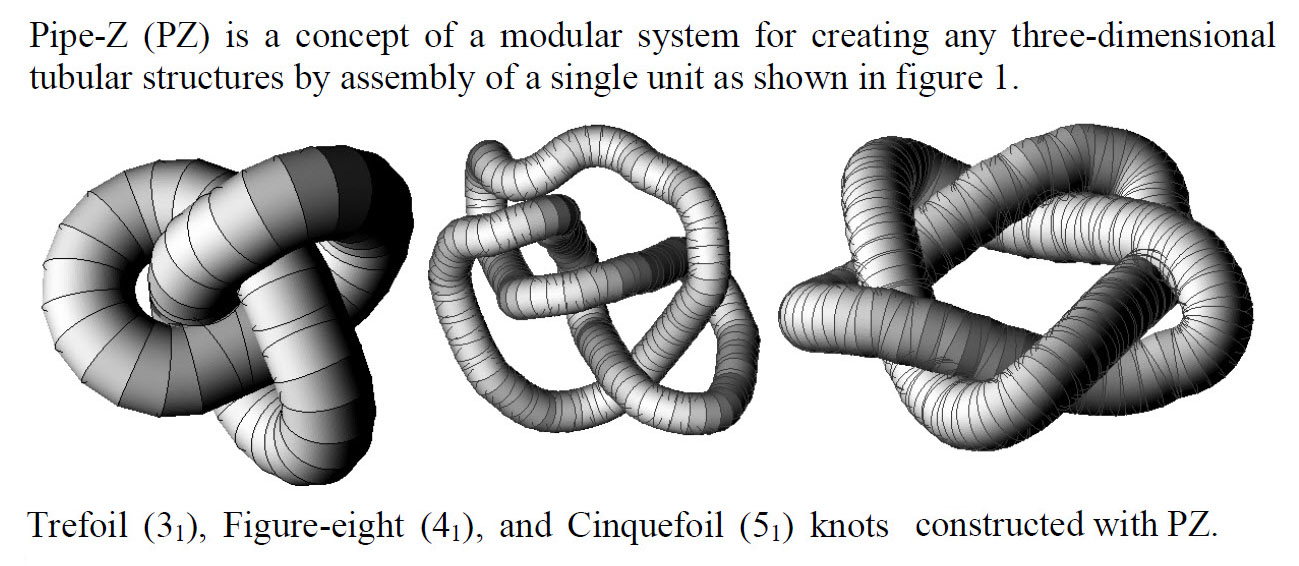 Pipe-Z (PZ) is a concept of a modular system for creating any three-dimensional
tubular structures by assembly of a single unit as shown in figure 1.
Trefoil (3₁), Figure-eight (4₁), and Cinquefoil (5₁) knots constructed with PZ.